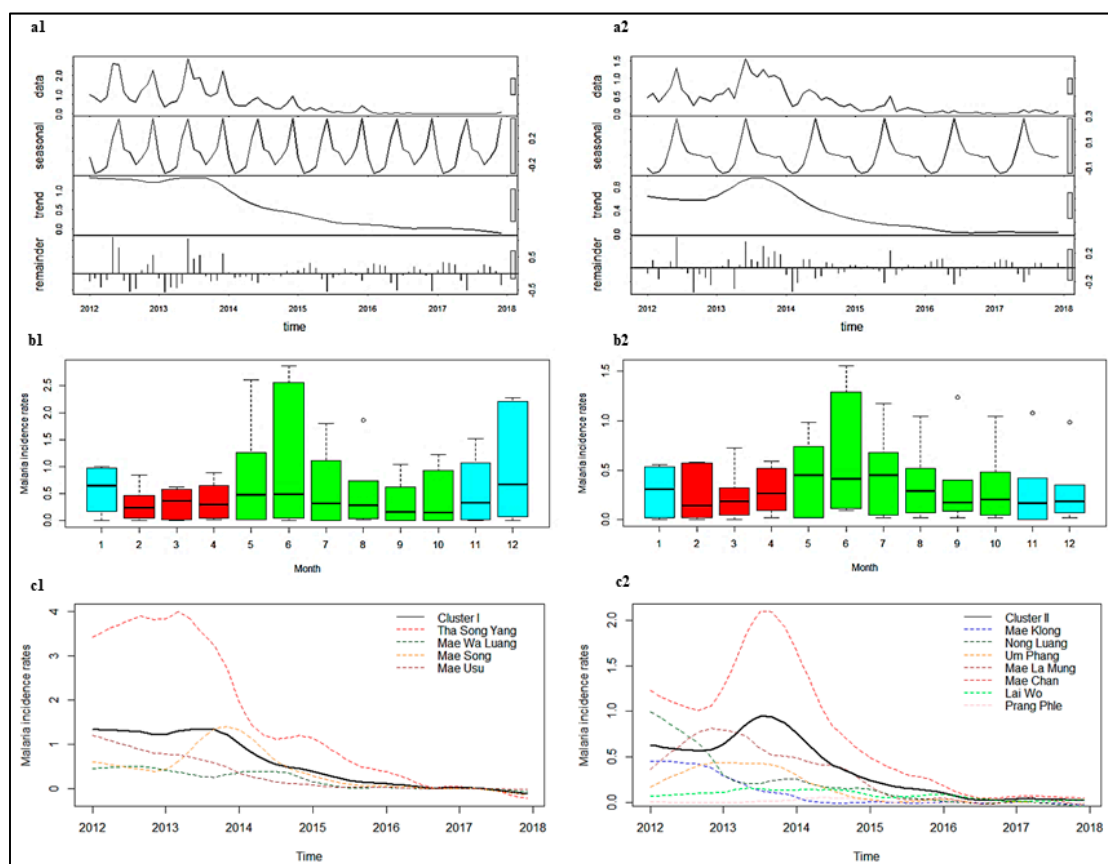 a1
a2
data
0.0 1.0 2.0
seasonal
-0.2 0.2
trend
0.0 0.5 1.0
remainder
-0.5 0.5
2012 2013 2014 2015 2016 2017 2018
time
data
0.0 0.5 1.0 1.5
seasonal
-0.1 0.3
trend
0.0 0.4 0.8
remainder
-0.2 0.2
2012 2013 2014 2015 2016 2017 2018
time
b1
b2
Malaria incidence rates
0.0 0.5 1.0 1.5 2.0 2.5
1 2 3 4 5 6 7 8 9 10 11 12
Month
Malaria incidence rates
0.0 0.5 1.0 1.5
1 2 3 4 5 6 7 8 9 10 11 12
Month
c1
c2
Malaria incidence rates
0 1 2 3 4
Cluster I
Tha Song Yang
Mae Wa Luang
Mae Song
Mae Usu
2012 2013 2014 2015 2016 2017 2018
Time
Malaria incidence rates
0.0 0.5 1.0 1.5 2.0
Cluster II
Mae Klong
Nong Luang
Um Phang
Mae La Mung
Mae Chan
Lai Wo
Prang Phle
2012 2013 2014 2015 2016 2017 2018
Time